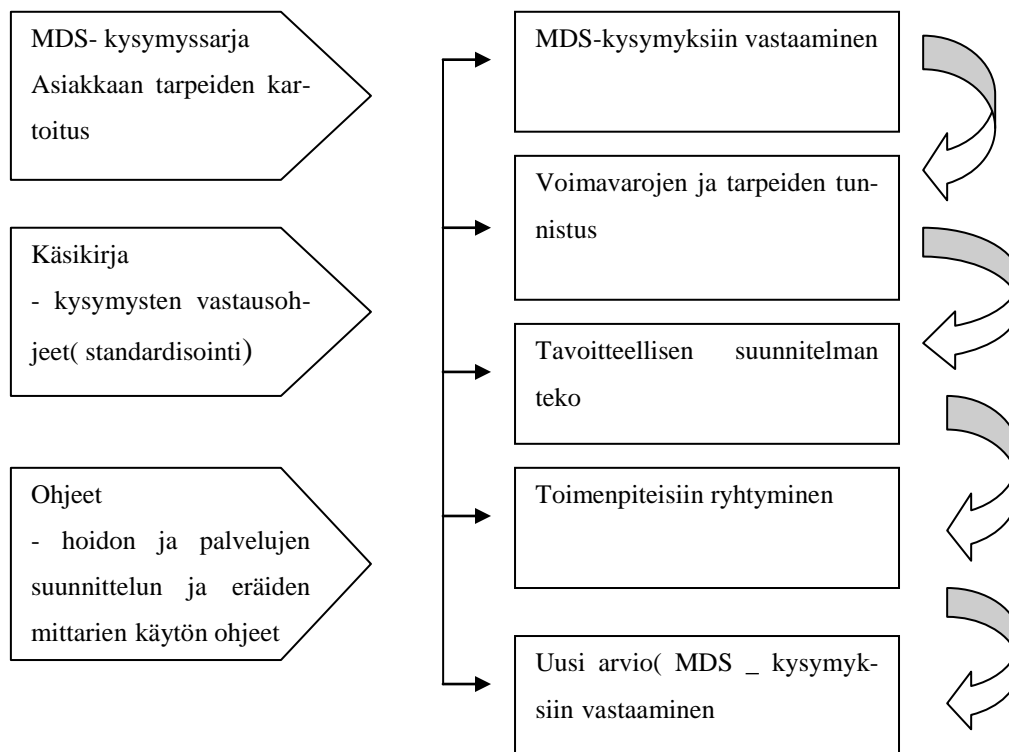 MDS- kysymyssarja
Asiakkaan tarpeiden kar-
toitus
Käsikirja
- kysymysten vastausoh-
jeet( standardisointi)
Ohjeet
- hoidon ja palvelujen
suunnittelun ja eräiden
mittarien käytön ohjeet
MDS-kysymyksiin vastaaminen
Voimavarojen ja tarpeiden tun-
nistus
Tavoitteellisen suunnitelman
teko
Toimenpiteisiin ryhtyminen
Uusi arvio( MDS _ kysymyk-
siin vastaaminen